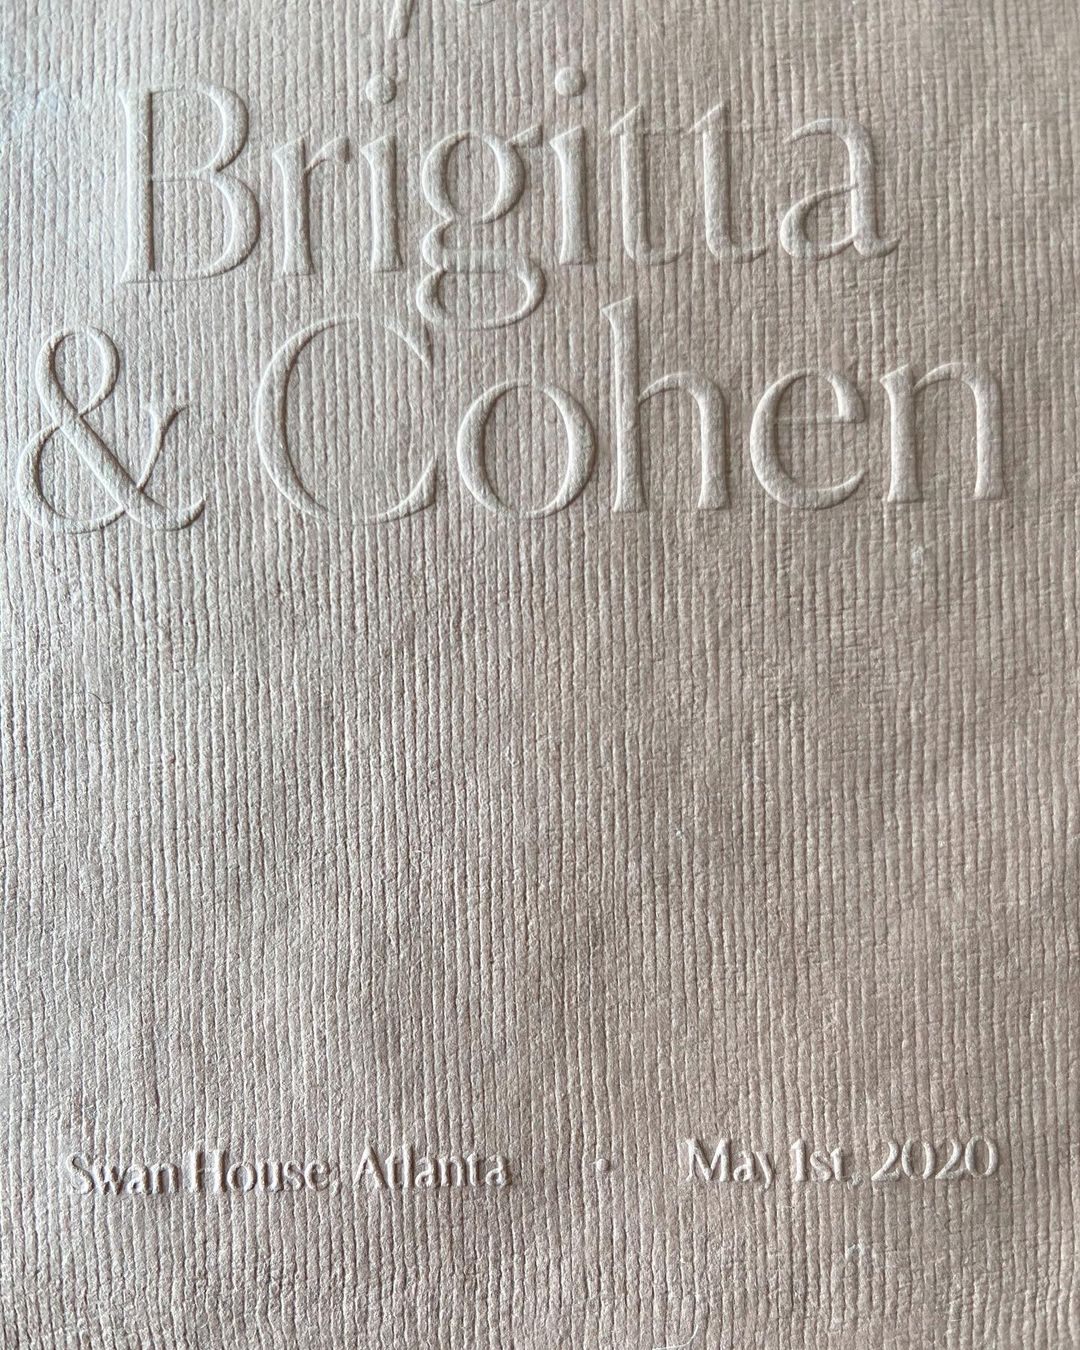 Brigitta
& Cohen
Swan House, Atlanta · May 1st, 2020